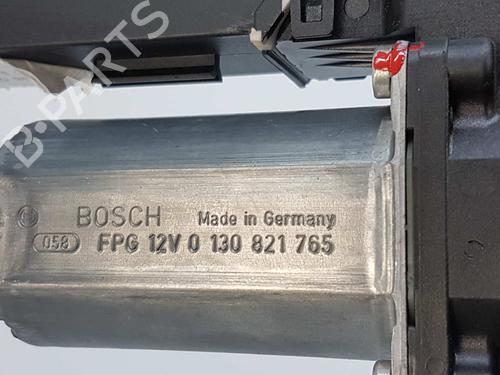 B-PARTS
BOSCH Made in Germany
058 FPG 12V 0 130 821 765